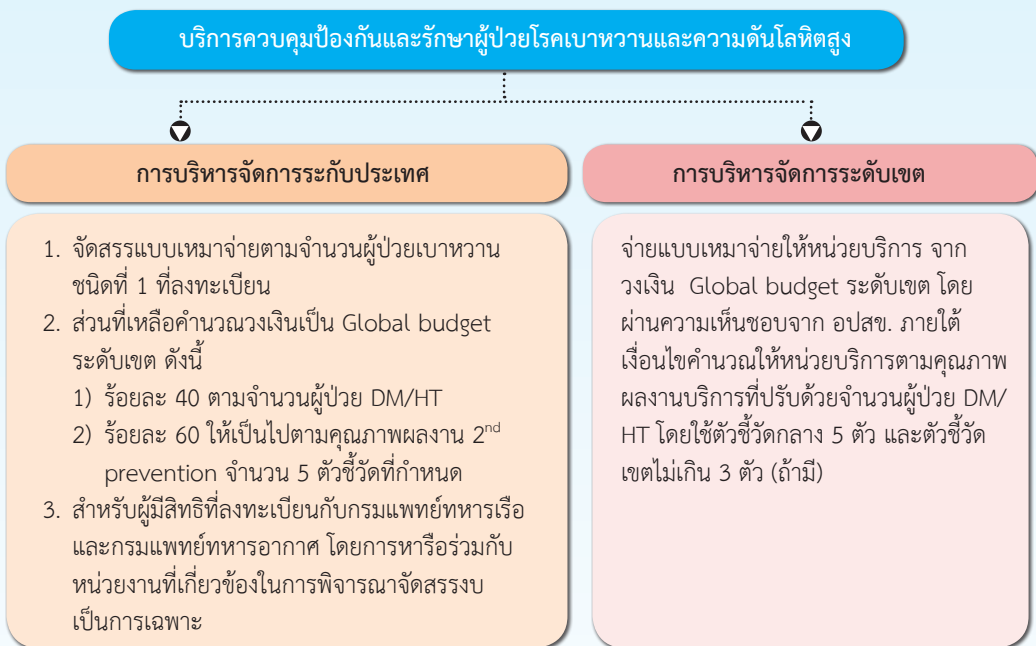 บริการควบคุมป้องกันและรักษาผู้ป่วยโรคเบาหวานและความดันโลหิตสูง
การบริหารจัดการระกับประเทศ
1. จัดสรรแบบเหมาจ่ายตามจำนวนผู้ป่วยเบาหวาน
ชนิดที่ 1 ที่ลงทะเบียน
2. ส่วนที่เหลือคำนวณวงเงินเป็น Global budget
ระดับเขต ดังนี้
1) ร้อยละ 40 ตามจำนวนผู้ป่วย DM/HT
2) ร้อยละ 60 ให้เป็นไปตามคุณภาพผลงาน 2nd
prevention จำนวน 5 ตัวชี้วัดที่กำหนด
3. สำหรับผู้มีสิทธิที่ลงทะเบียนกับกรมแพทย์ทหารเรือ
และกรมแพทย์ทหารอากาศ โดยการหารือร่วมกับ
หน่วยงานที่เกี่ยวข้องในการพิจารณาจัดสรรงบ
เป็นการเฉพาะ
การบริหารจัดการระดับเขต
จ่ายแบบเหมาจ่ายให้หน่วยบริการ จาก
วงเงิน Global budget ระดับเขต โดย
ผ่านความเห็นชอบจาก อปสข. ภายใต้
เงื่อนไขคำนวณให้หน่วยบริการตามคุณภาพ
ผลงานบริการที่ปรับด้วยจำนวนผู้ป่วย DM/
HT โดยใช้ตัวชี้วัดกลาง 5 ตัว และตัวชี้วัด
เขตไม่เกิน 3 ตัว (ถ้ามี)